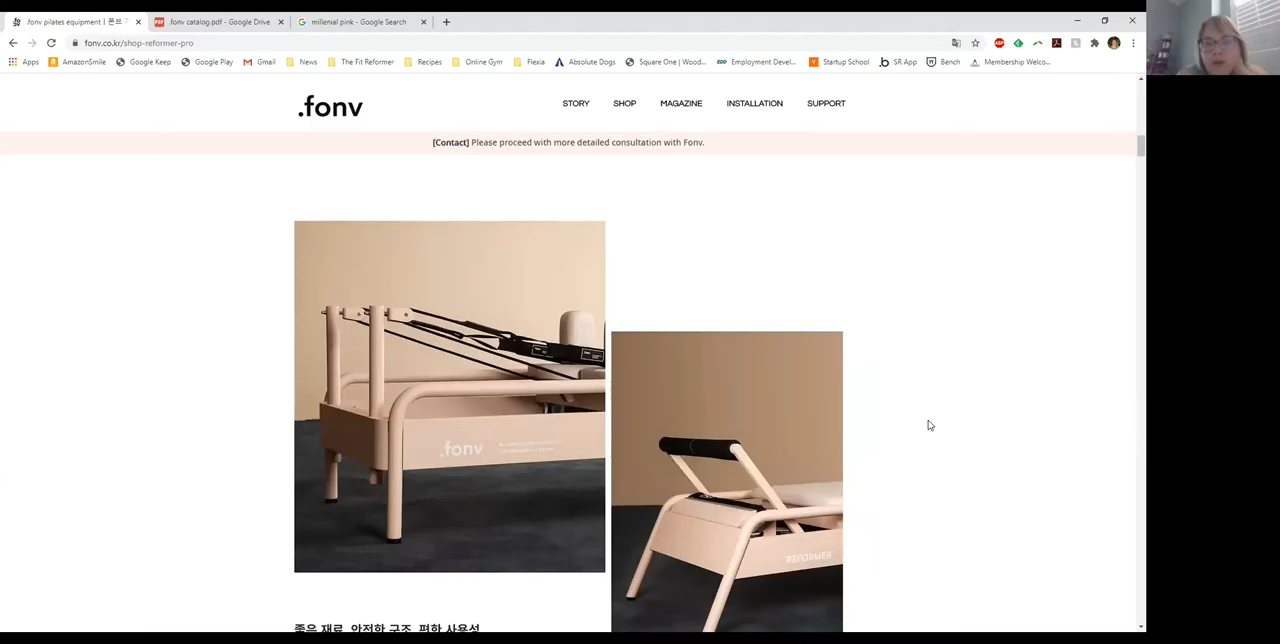 .fonv pilates equipment | 폰브
.fonv catalog.pdf - Google Drive
millenial pink - Google Search
fonv.co.kr/shop-reformer-pro
Apps
AmazonSmile
Google Keep
Google Play
Gmail
News
The Fit Reformer
Recipes
Online Gym
Flexia
Absolute Dogs
Square One | Wood...
Employment Devel...
Startup School
SR App
Bench
Membership Welco...
.fonv
STORY
SHOP
MAGAZINE
INSTALLATION
SUPPORT
[Contact] Please proceed with more detailed consultation with Fonv.
.fonv
REFORMER
좋은 재료, 안전한 구조, 편한 사용성